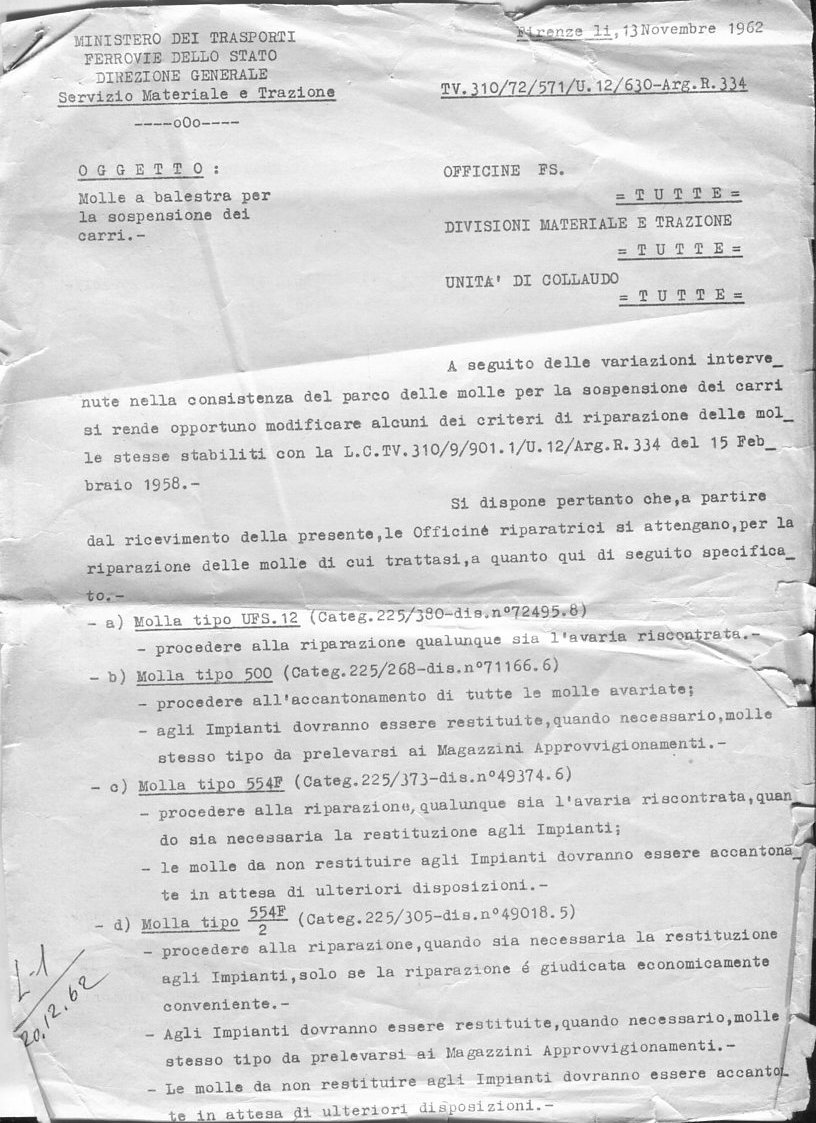 MINISTERO DEI TRASPORTI
FERROVIE DELLO STATO
DIREZIONE GENERALE
Servizio Materiale e Trazione
----oOo----
Firenze li,13Novembre 1962
TV.310/72/571/U.12/630-Arg.R.334
O G G E T T O :
Molle a balestra per
la sospensione dei
carri.-
OFFICINE FS.
= T U T T E =
DIVISIONI MATERIALE E TRAZIONE
= T U T T E =
UNITA' DI COLLAUDO
= T U T T E =
A seguito delle variazioni interve_
nute nella consistenza del parco delle molle per la sospensione dei carri
si rende opportuno modificare alcuni dei criteri di riparazione delle mol_
le stesse stabiliti con la L.C.TV.310/9/901.1/U.12/Arg.R.334 del 15 Feb_
braio 1958.-
Si dispone pertanto che,a partire
dal ricevimento della presente,le Officine riparatrici si attengano,per la
riparazione delle molle di cui trattasi,a quanto qui di seguito specifica_
to.-
- a) Molla tipo UFS.12 (Categ.225/380-dis.n°72495.8)
- procedere alla riparazione qualunque sia l'avaria riscontrata.-
- b) Molla tipo 500 (Categ.225/268-dis.n°71166.6)
- procedere all'accantonamento di tutte le molle avariate;
- agli Impianti dovranno essere restituite,quando necessario,molle
stesso tipo da prelevarsi ai Magazzini Approvvigionamenti.-
- c) Molla tipo 554F (Categ.225/373-dis.n°49374.6)
- procedere alla riparazione,qualunque sia l'avaria riscontrata,quan
do sia necessaria la restituzione agli Impianti;
- le molle da non restituire agli Impianti dovranno essere accantona_
te in attesa di ulteriori disposizioni.-
- d) Molla tipo 554F/2 (Categ.225/305-dis.n°49018.5)
- procedere alla riparazione,quando sia necessaria la restituzione
agli Impianti,solo se la riparazione é giudicata economicamente
conveniente.-
- Agli Impianti dovranno essere restituite,quando necessario,molle
stesso tipo da prelevarsi ai Magazzini Approvvigionamenti.-
- Le molle da non restituire agli Impianti dovranno essere accanto_
te in attesa di ulteriori disposizioni.-
L-1
20.12.62